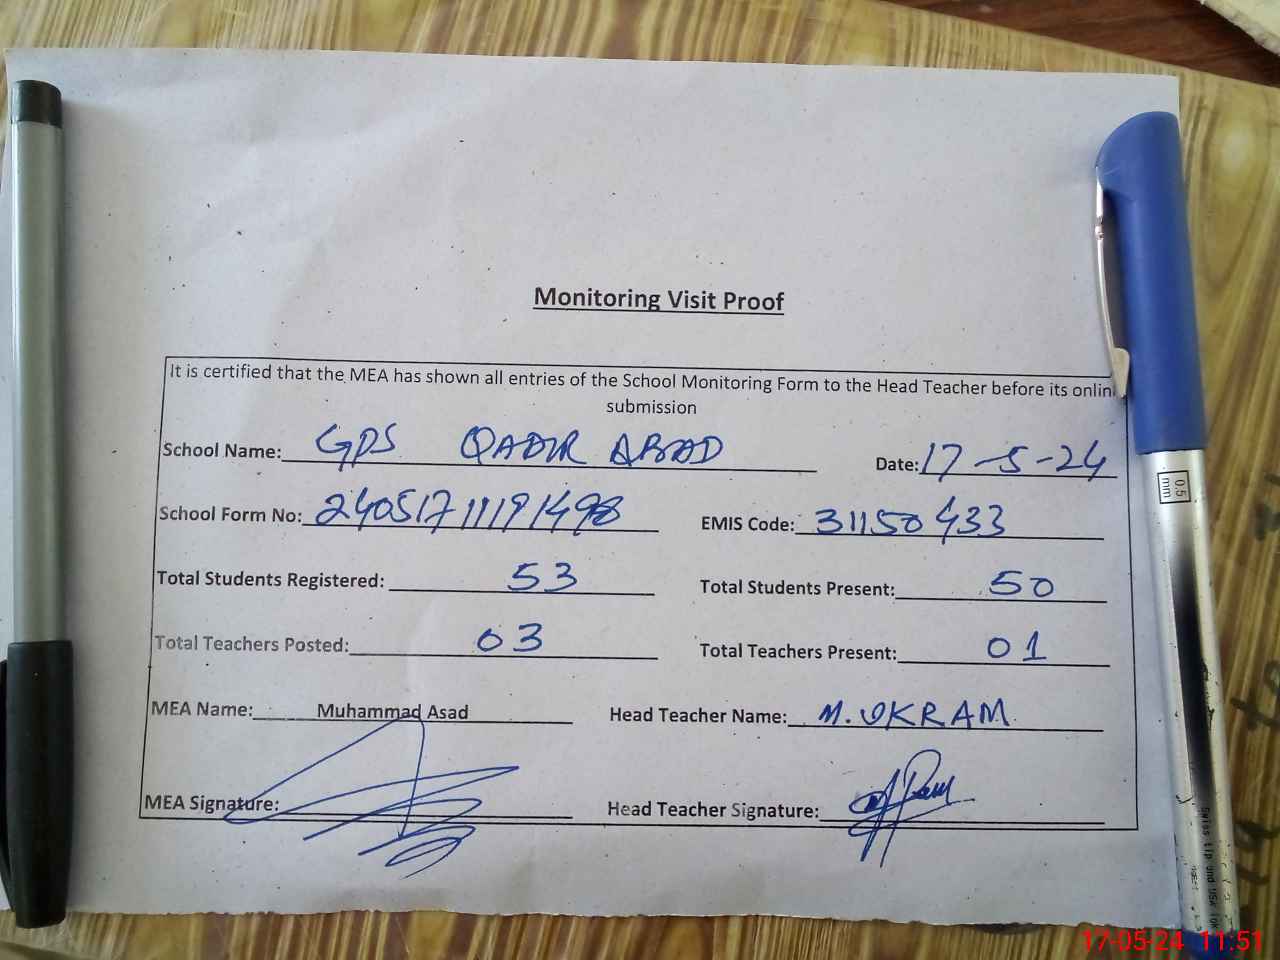 Monitoring Visit Proof
It is certified that the MEA has shown all entries of the School Monitoring Form to the Head Teacher before its onlin
submission
School Name: GPS QADIR ABAD Date: 17-5-24
School Form No: 24051711191498 EMIS Code: 31150433
Total Students Registered: 53 Total Students Present: 50
Total Teachers Posted: 03 Total Teachers Present: 01
MEA Name: Muhammad Asad Head Teacher Name: M. IKRAM
MEA Signature: Head Teacher Signature:
0.5
mm
17-05-24 11:51